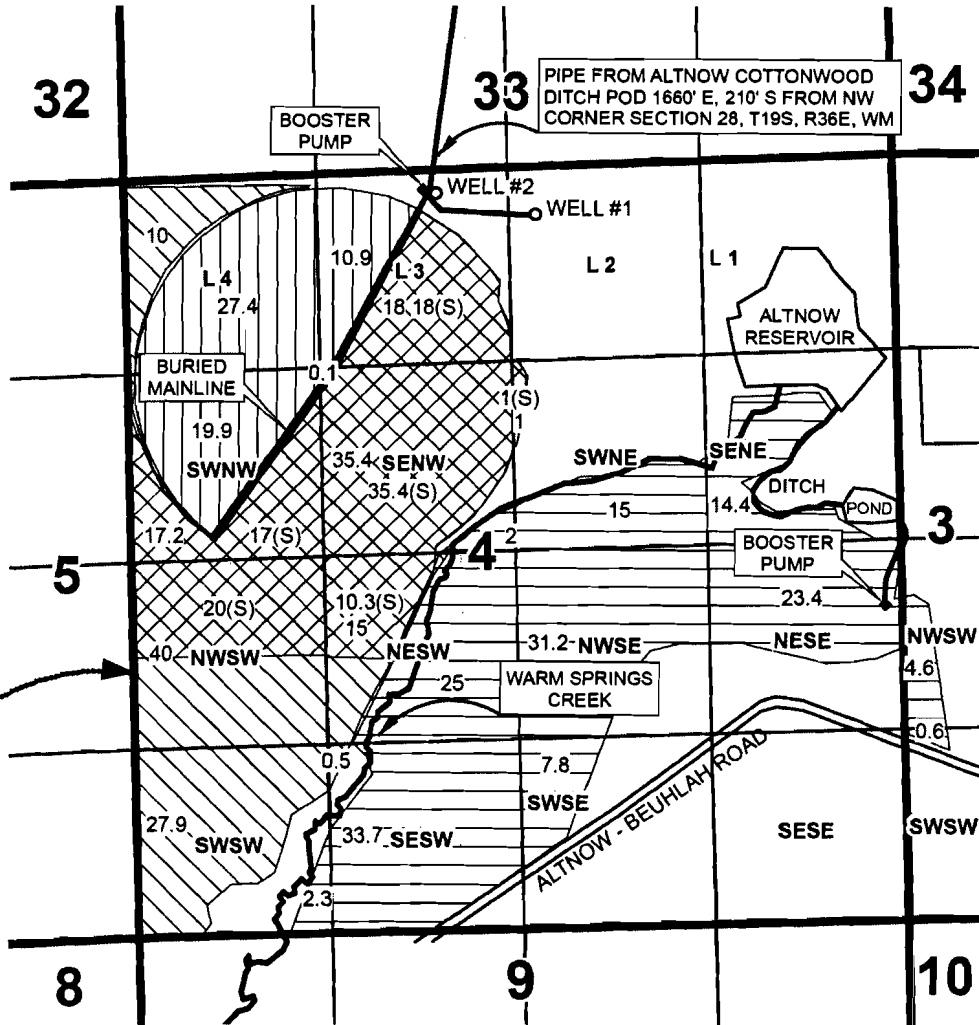 32
33
34
PIPE FROM ALTNOW COTTONWOOD
DITCH POD 1660' E, 210' S FROM NW
CORNER SECTION 28, T19S, R36E, WM
BOOSTER
PUMP
WELL #2
WELL #1
10
L 4
27.4
10.9
L 3
18,18(S)
L 2
L 1
ALTNOW
RESERVOIR
BURIED
MAINLINE
0.1
1(S)
1
19.9
SWNW
35.4
SENW
35.4(S)
SWNE
SENE
DITCH
POND
17.2
17(S)
2
15
14.4
5
4
3
BOOSTER
PUMP
20(S)
10.3(S)
15
23.4
40
NWSW
NESW
31.2
NWSE
NESE
NWSW
4.6
25
WARM SPRINGS
CREEK
0.5
7.8
0.6
SWSE
27.9
SWSW
33.7
SESW
ALTNOW - BEUHLAH ROAD
SESE
SWSW
2.3
8
9
10